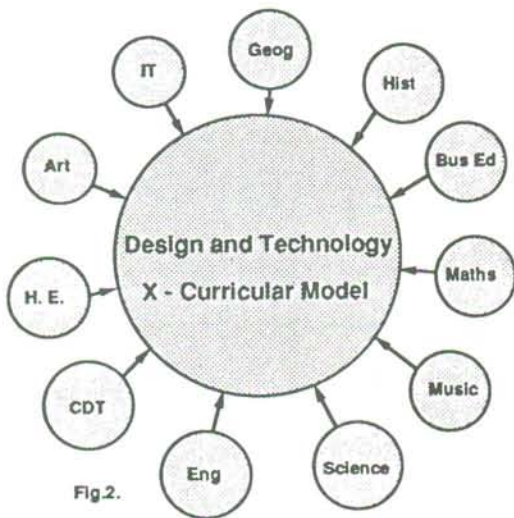 Geog
IT
Hist
Art
Bus Ed
Design and Technology
X - Curricular Model
Maths
H. E.
CDT
Music
Eng
Science
Fig.2.